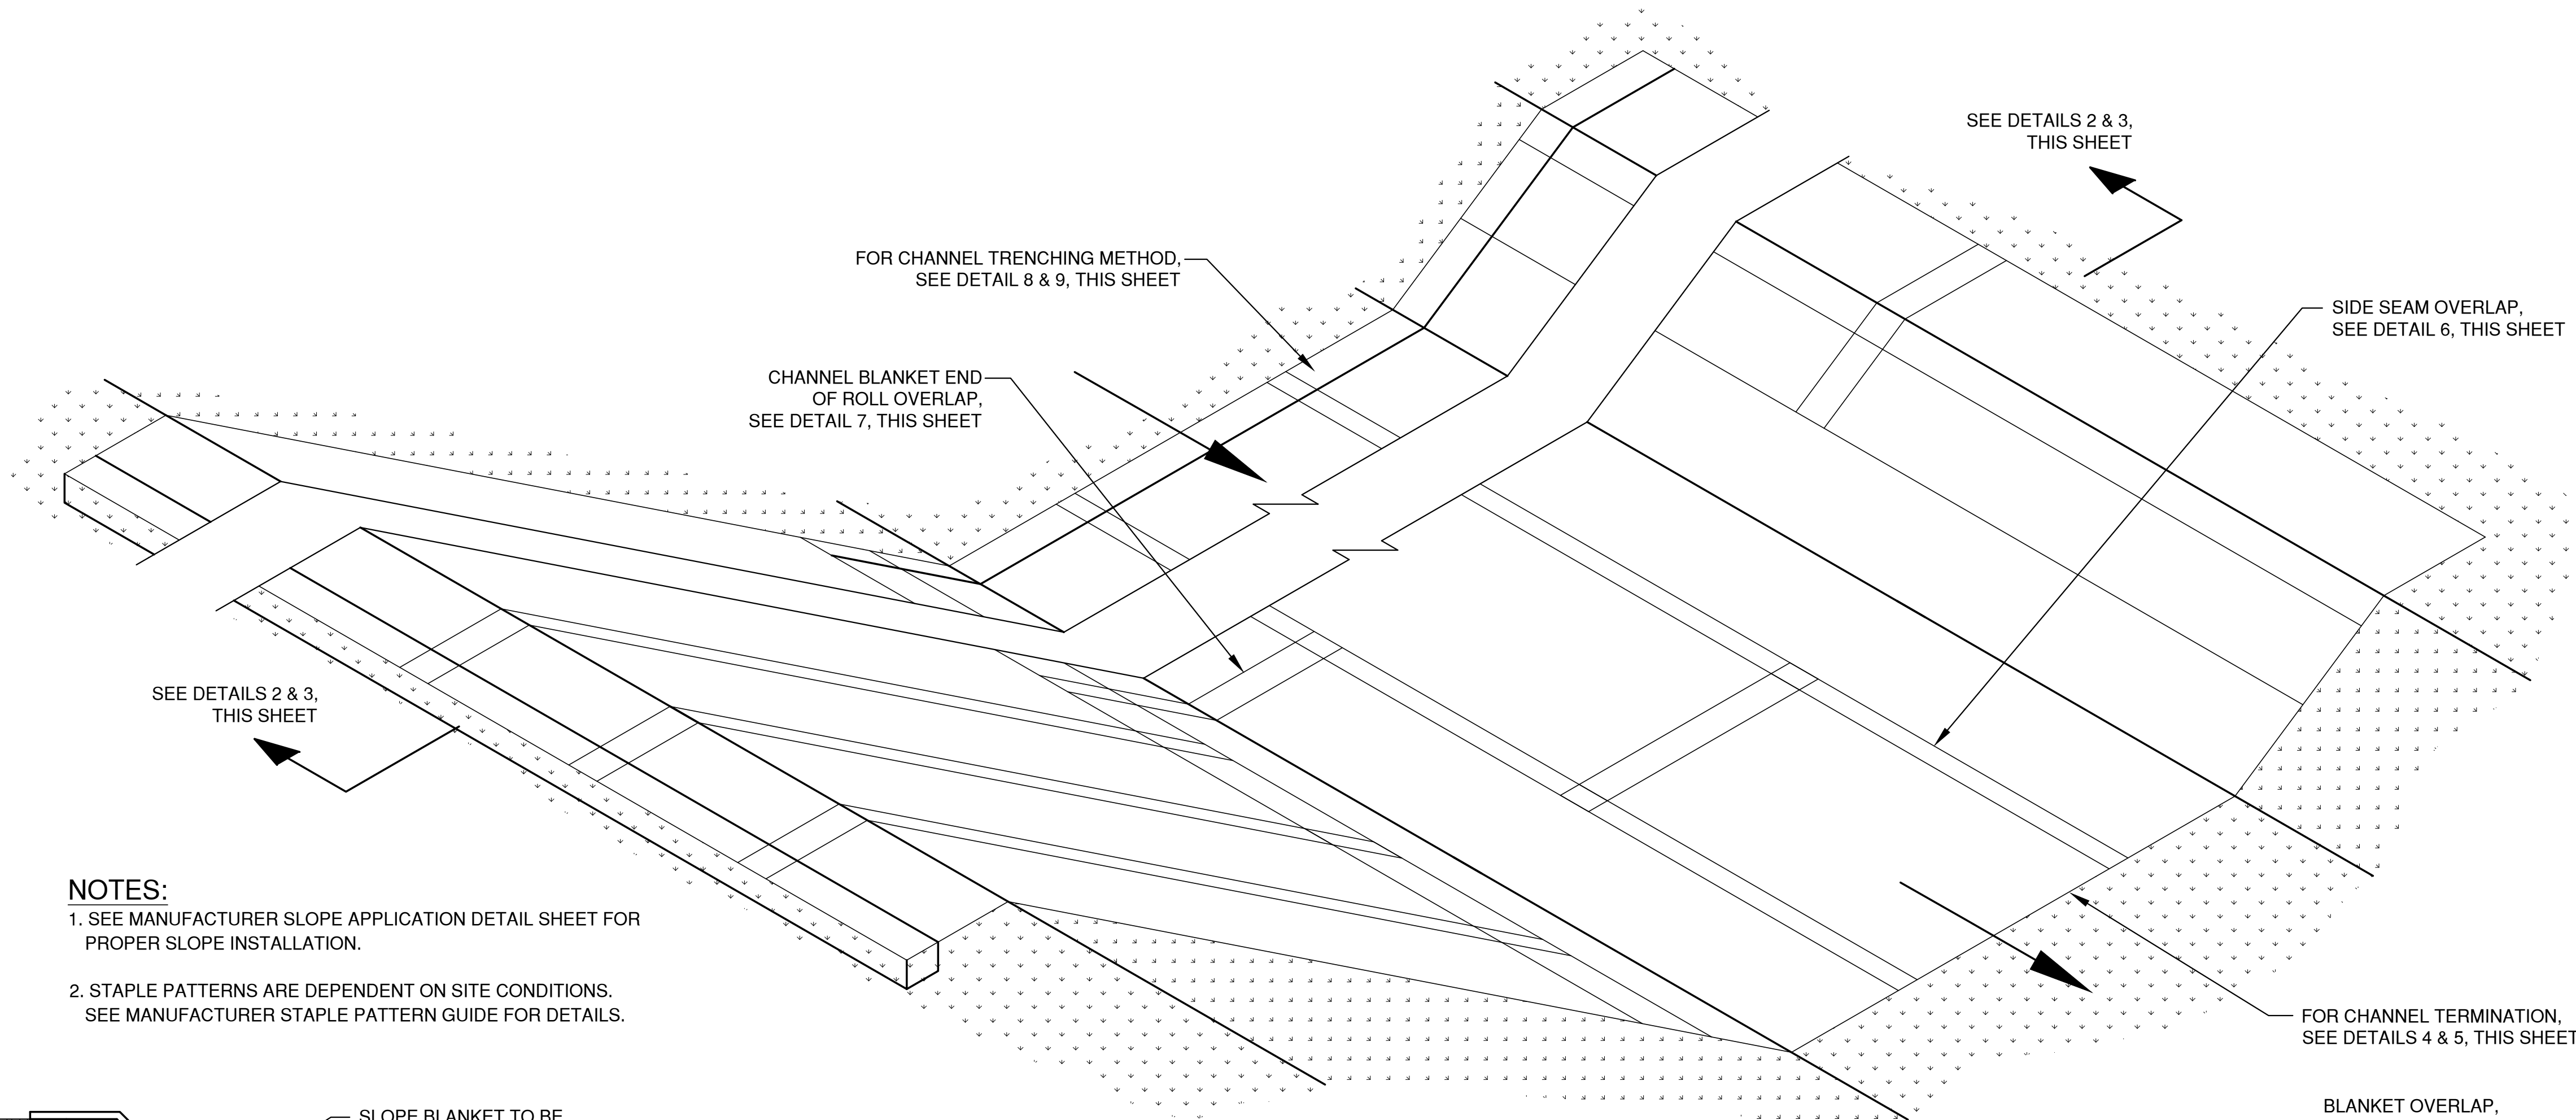 SEE DETAILS 2 & 3,
THIS SHEET
FOR CHANNEL TRENCHING METHOD,
SEE DETAIL 8 & 9, THIS SHEET
SIDE SEAM OVERLAP,
SEE DETAIL 6, THIS SHEET
CHANNEL BLANKET END
OF ROLL OVERLAP,
SEE DETAIL 7, THIS SHEET
SEE DETAILS 2 & 3,
THIS SHEET
NOTES:
1. SEE MANUFACTURER SLOPE APPLICATION DETAIL SHEET FOR
PROPER SLOPE INSTALLATION.
2. STAPLE PATTERNS ARE DEPENDENT ON SITE CONDITIONS.
SEE MANUFACTURER STAPLE PATTERN GUIDE FOR DETAILS.
FOR CHANNEL TERMINATION,
SEE DETAILS 4 & 5, THIS SHEET
BLANKET OVERLAP,
SLOPE BLANKET TO BE